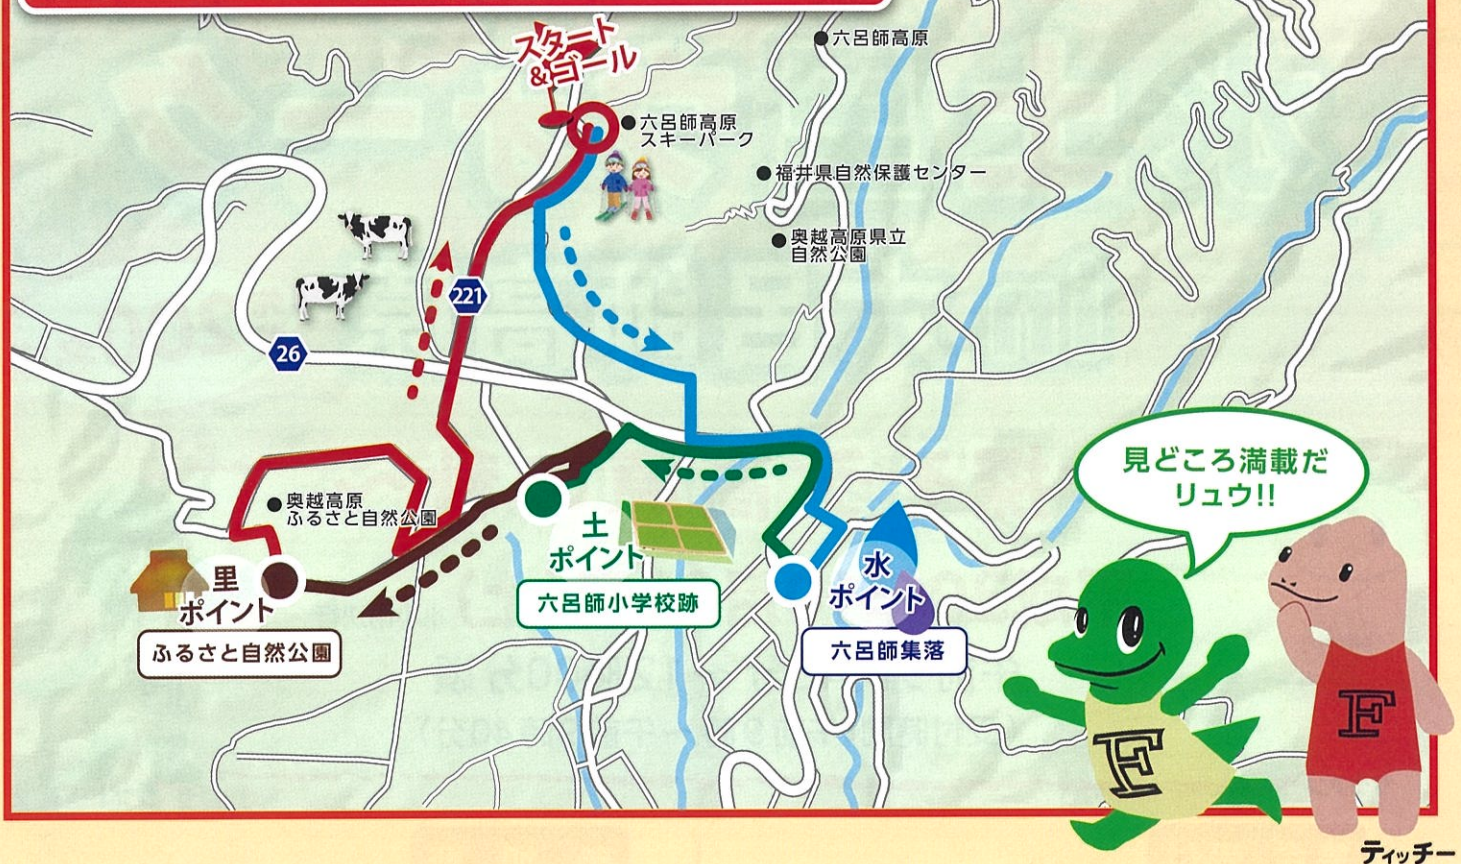 スタート
&ゴール
六呂師高原
六呂師高原
スキーパーク
福井県自然保護センター
奥越高原県立
自然公園
221
26
奥越高原
ふるさと自然公園
里
ポイント
ふるさと自然公園
土
ポイント
六呂師小学校跡
水
ポイント
六呂師集落
見どころ満載だ
リュウ!!
F
F
ティッチー